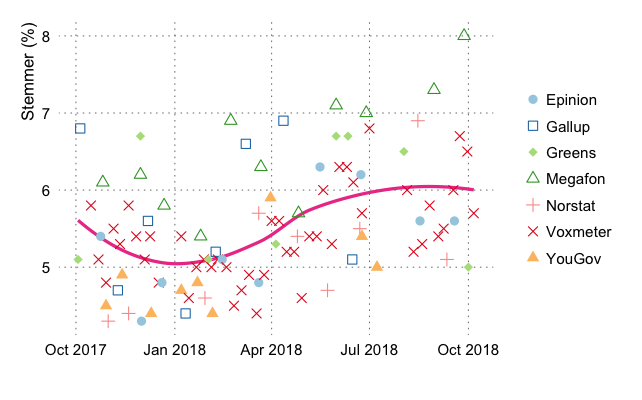 Stemmer (%)
8
7
6
5
Oct 2017
Jan 2018
Apr 2018
Jul 2018
Oct 2018
Epinion
Gallup
Greens
Megafon
Norstat
Voxmeter
YouGov